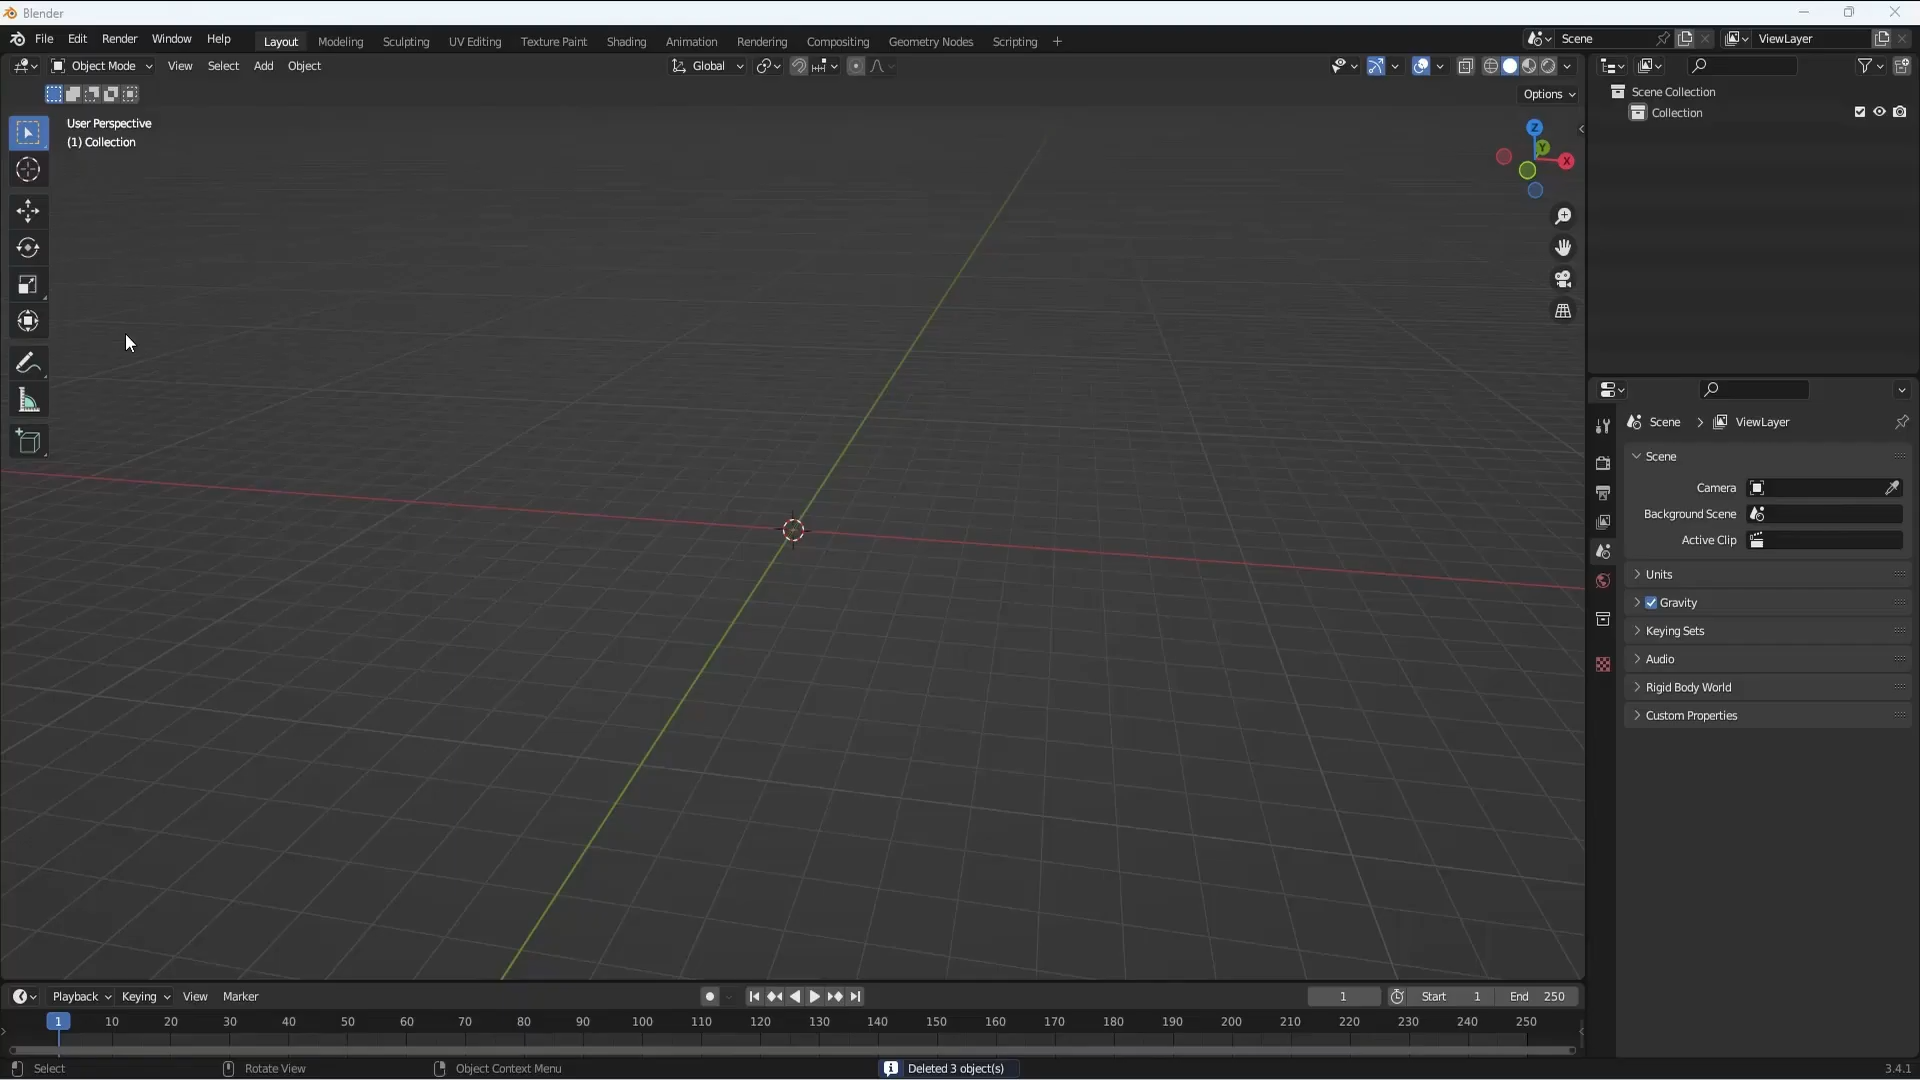 Blender
File Edit Render Window Help Layout Modeling Sculpting UV Editing Texture Paint Shading Animation Rendering Compositing Geometry Nodes Scripting + Scene ViewLayer
Object Mode View Select Add Object Global
Options
User Perspective
(1) Collection
Z
Y
X
Scene Collection
Collection
Scene > ViewLayer
Scene
Camera
Background Scene
Active Clip
Units
Gravity
Keying Sets
Audio
Rigid Body World
Custom Properties
Playback Keying View Marker 1 Start 1 End 250
1 10 20 30 40 50 60 70 80 90 100 110 120 130 140 150 160 170 180 190 200 210 220 230 240 250
Select Rotate View Object Context Menu Deleted 3 object(s) 3.4.1